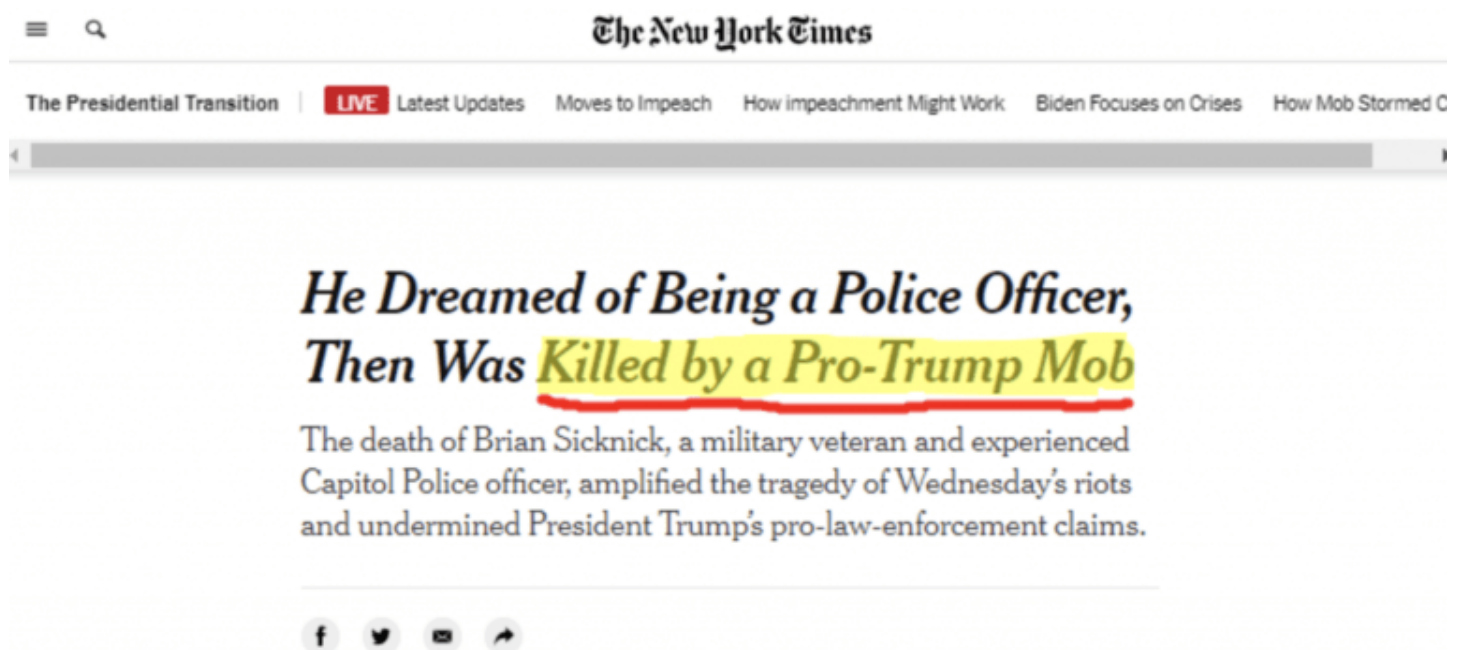 The New York Times
The Presidential Transition LIVE Latest Updates Moves to Impeach How impeachment Might Work Biden Focuses on Crises How Mob Stormed C
He Dreamed of Being a Police Officer,
Then Was Killed by a Pro-Trump Mob
The death of Brian Sicknick, a military veteran and experienced
Capitol Police officer, amplified the tragedy of Wednesday's riots
and undermined President Trump's pro-law-enforcement claims.